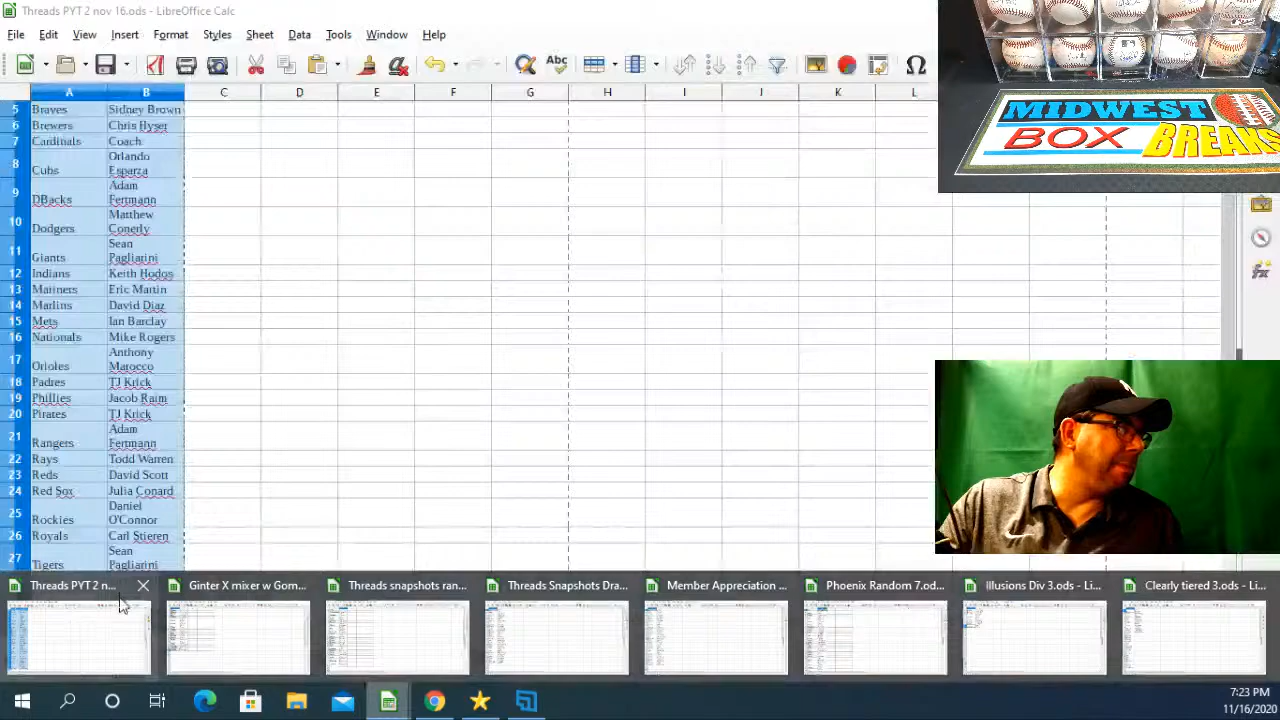 Threads PYT 2 nov 16.ods - LibreOffice Calc
File Edit View Insert Format Styles Sheet Data Tools Window Help
Abc
A B C D E F G H I J K L
5 Braves Sidney Brown
6 Brewers Chris Hyser
7 Cardinals Coach
8 Cubs Orlando
Esparza
9 DBacks Adam
Fertmann
10 Dodgers Matthew
Conerly
11 Giants Sean
Pagliarini
12 Indians Keith Hodos
13 Mariners Eric Martin
14 Marlins David Diaz
15 Mets Ian Barclay
16 Nationals Mike Rogers
17 Orioles Anthony
Marocco
18 Padres TJ Krick
19 Phillies Jacob Raim
20 Pirates TJ Krick
21 Rangers Adam
Fertmann
22 Rays Todd Warren
23 Reds David Scott
24 Red Sox Julia Conard
25 Rockies Daniel
O'Connor
26 Royals Carl Stieren
27 Tigers Sean
Pagliarini
MIDWEST
BOX BREAKS
fx
Threads PYT 2 n...
Ginter X mixer w Gom...
Threads snapshots ran...
Threads Snapshots Dra...
Member Appreciation ...
Phoenix Random 7.od...
Illusions Div 3.ods - Li...
Clearly tiered 3.ods - Li...
7:23 PM
11/16/2020